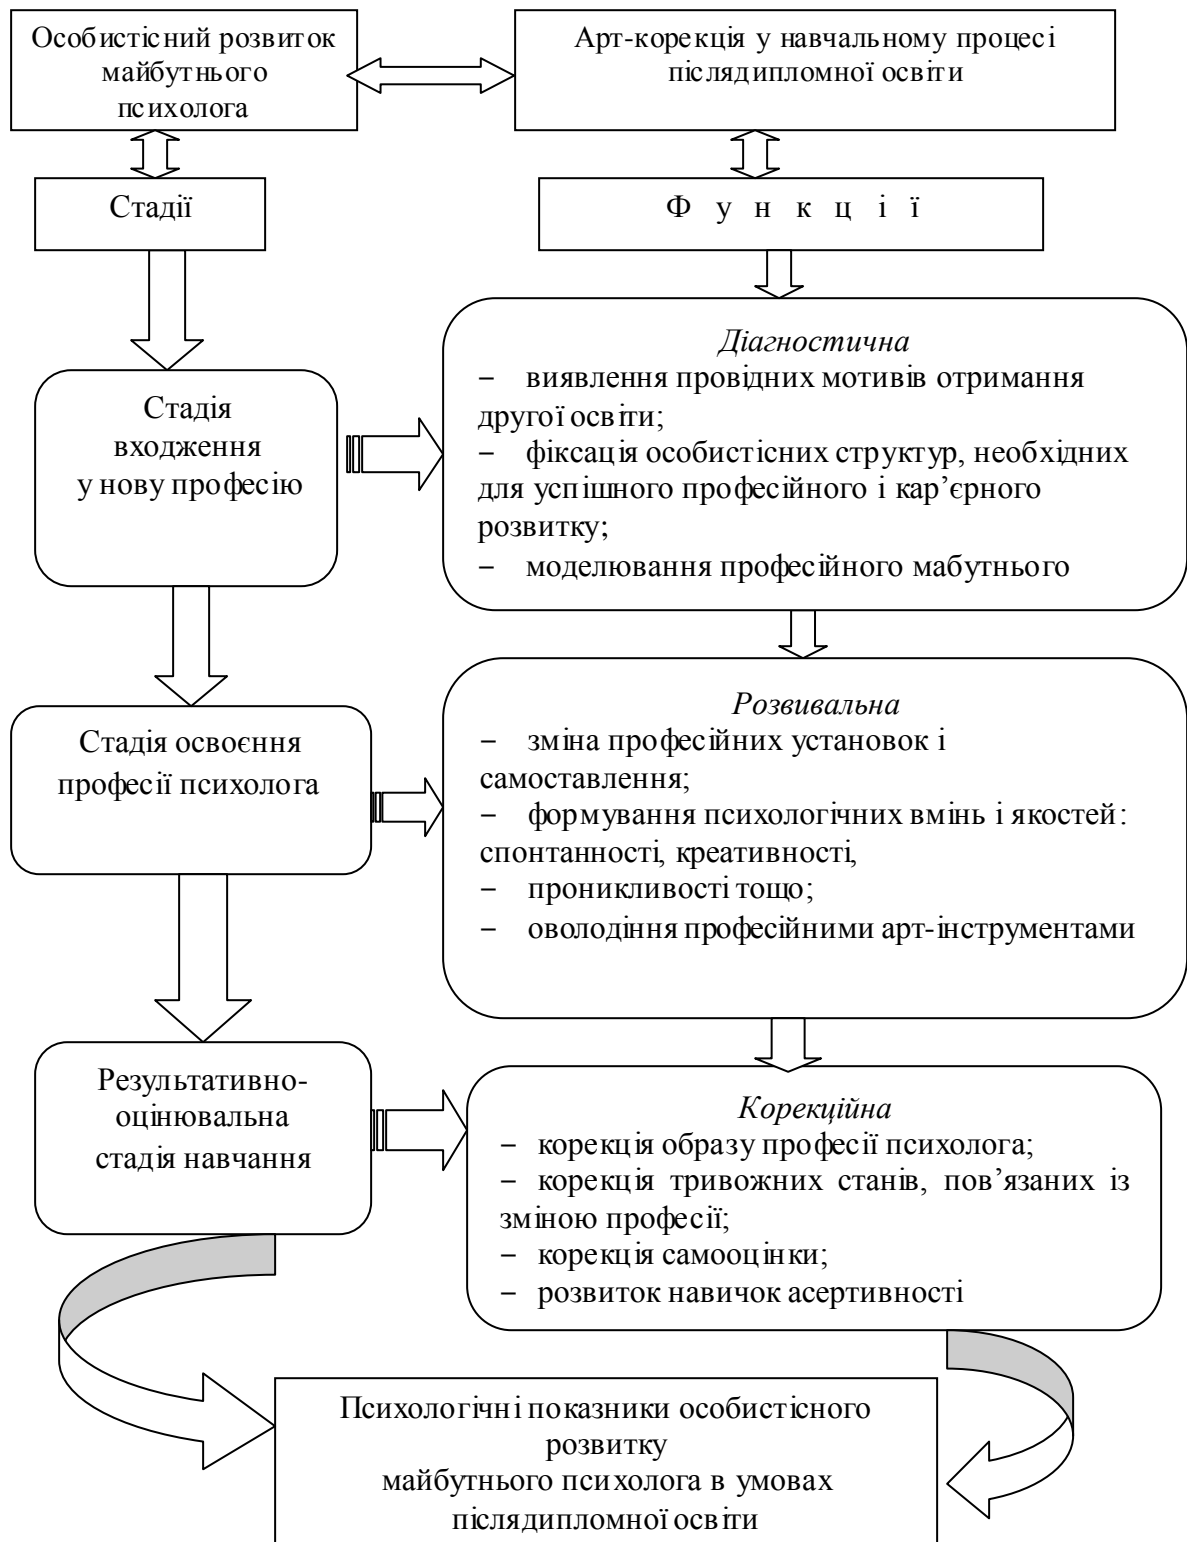 Особистісний розвиток
майбутнього
психолога
Арт-корекція у навчальному процесі
післядипломної освіти
Стадії
Функції
Стадія
входження
у нову професію
Діагностична
– виявлення провідних мотивів отримання
другої освіти;
– фіксація особистісних структур, необхідних
для успішного професійного і кар’єрного
розвитку;
– моделювання професійного мабутнього
Стадія освоєння
професії психолога
Розвивальна
– зміна професійних установок і
самоставлення;
– формування психологічних вмінь і якостей:
спонтанності, креативності,
– проникливості тощо;
– оволодіння професійними арт-інструментами
Результативно-
оцінювальна
стадія навчання
Корекційна
– корекція образу професії психолога;
– корекція тривожних станів, пов’язаних із
зміною професії;
– корекція самооцінки;
– розвиток навичок асертивності
Психологічні показники особистісного
розвитку
майбутнього психолога в умовах
післядипломної освіти